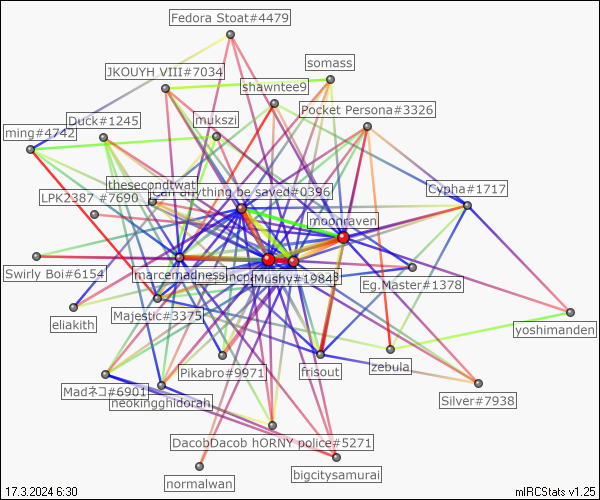 Fedora Stoat#4479
somass
JKOUYH VIII#7034
shawntee9
Pocket Persona#3326
mukszi
Duck#1245
ming#4742
thesecondtwat
Can anything be saved#0396
Cypha#1717
LPK2387 #7690
moonraven
Swirly Boi#6154
marcemadness
Mushy#1984
Eg.Master#1378
eliakith
Majestic#3375
yoshimanden
Pikabro#9971
frisout
zebula
Madネコ#6901
neokingghidorah
Silver#7938
DacobDacob hORNY police#5271
normalwan
bigcitysamurai
17.3.2024 6:30
mIRCStats v1.25